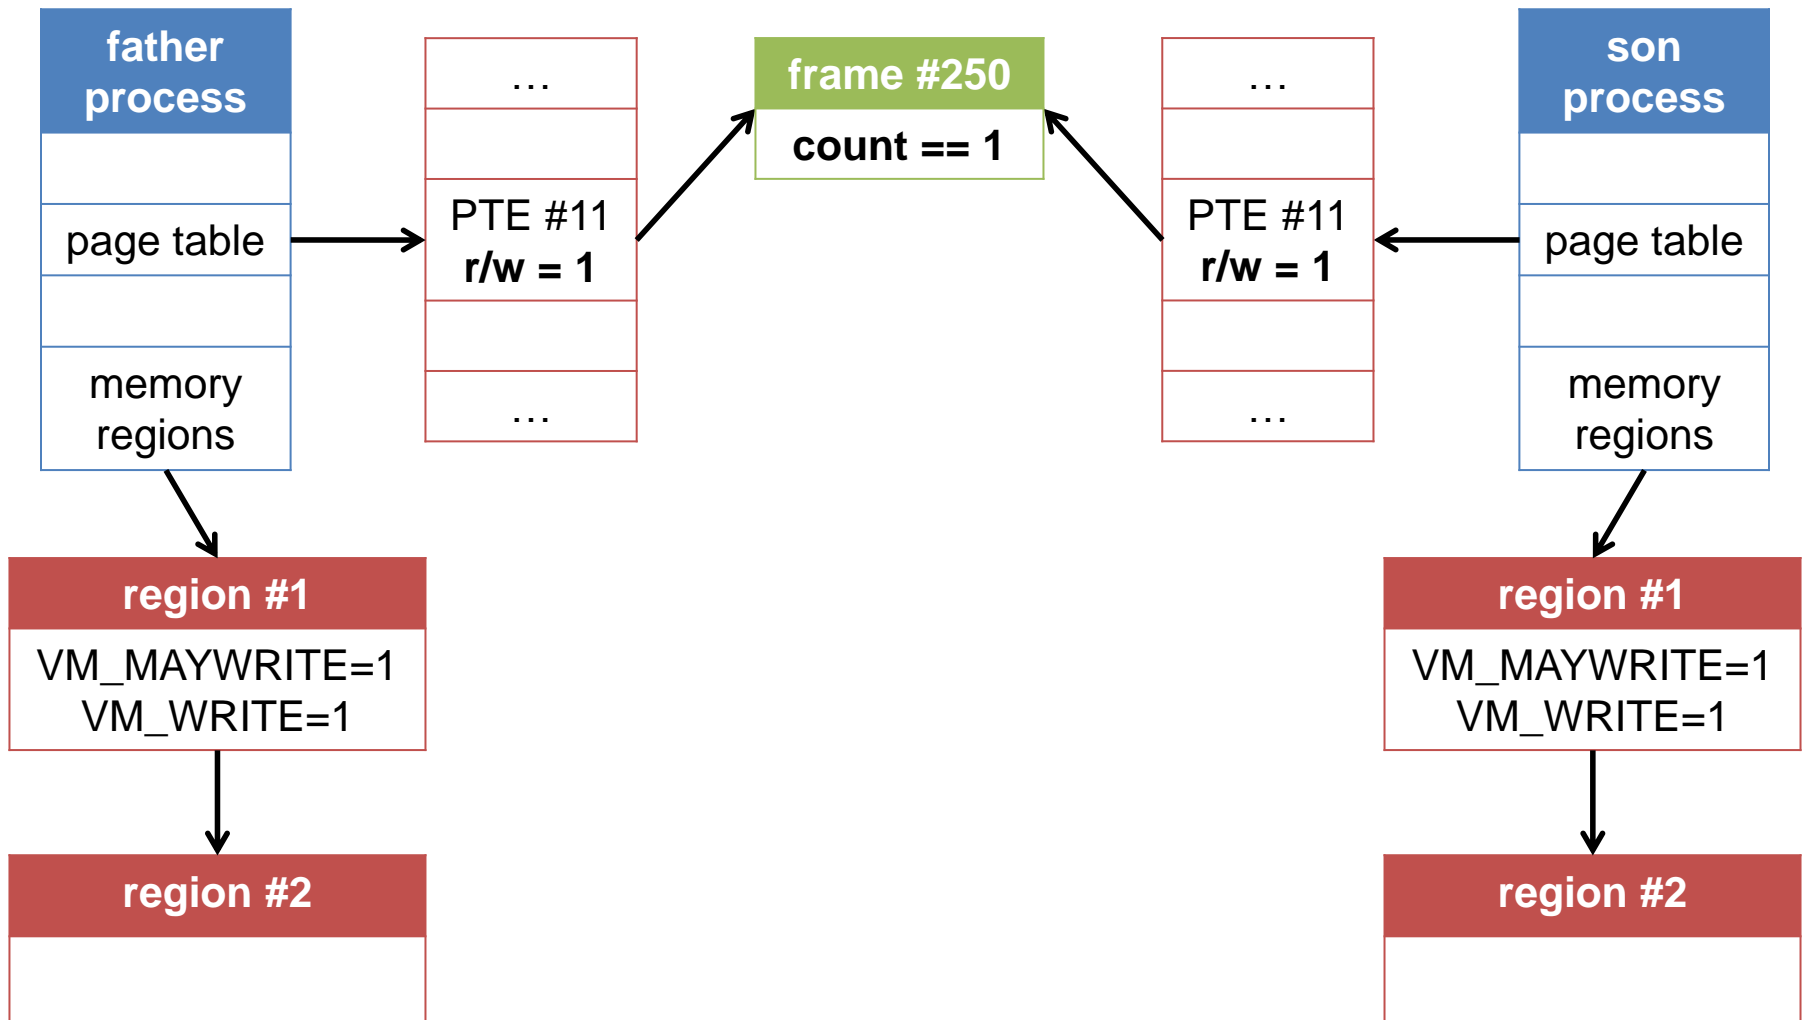 father
process
page table
memory
regions
…
PTE #11
r/w = 1
…
frame #250
count == 1
…
PTE #11
r/w = 1
…
son
process
page table
memory
regions
region #1
VM_MAYWRITE=1
VM_WRITE=1
region #2
region #1
VM_MAYWRITE=1
VM_WRITE=1
region #2